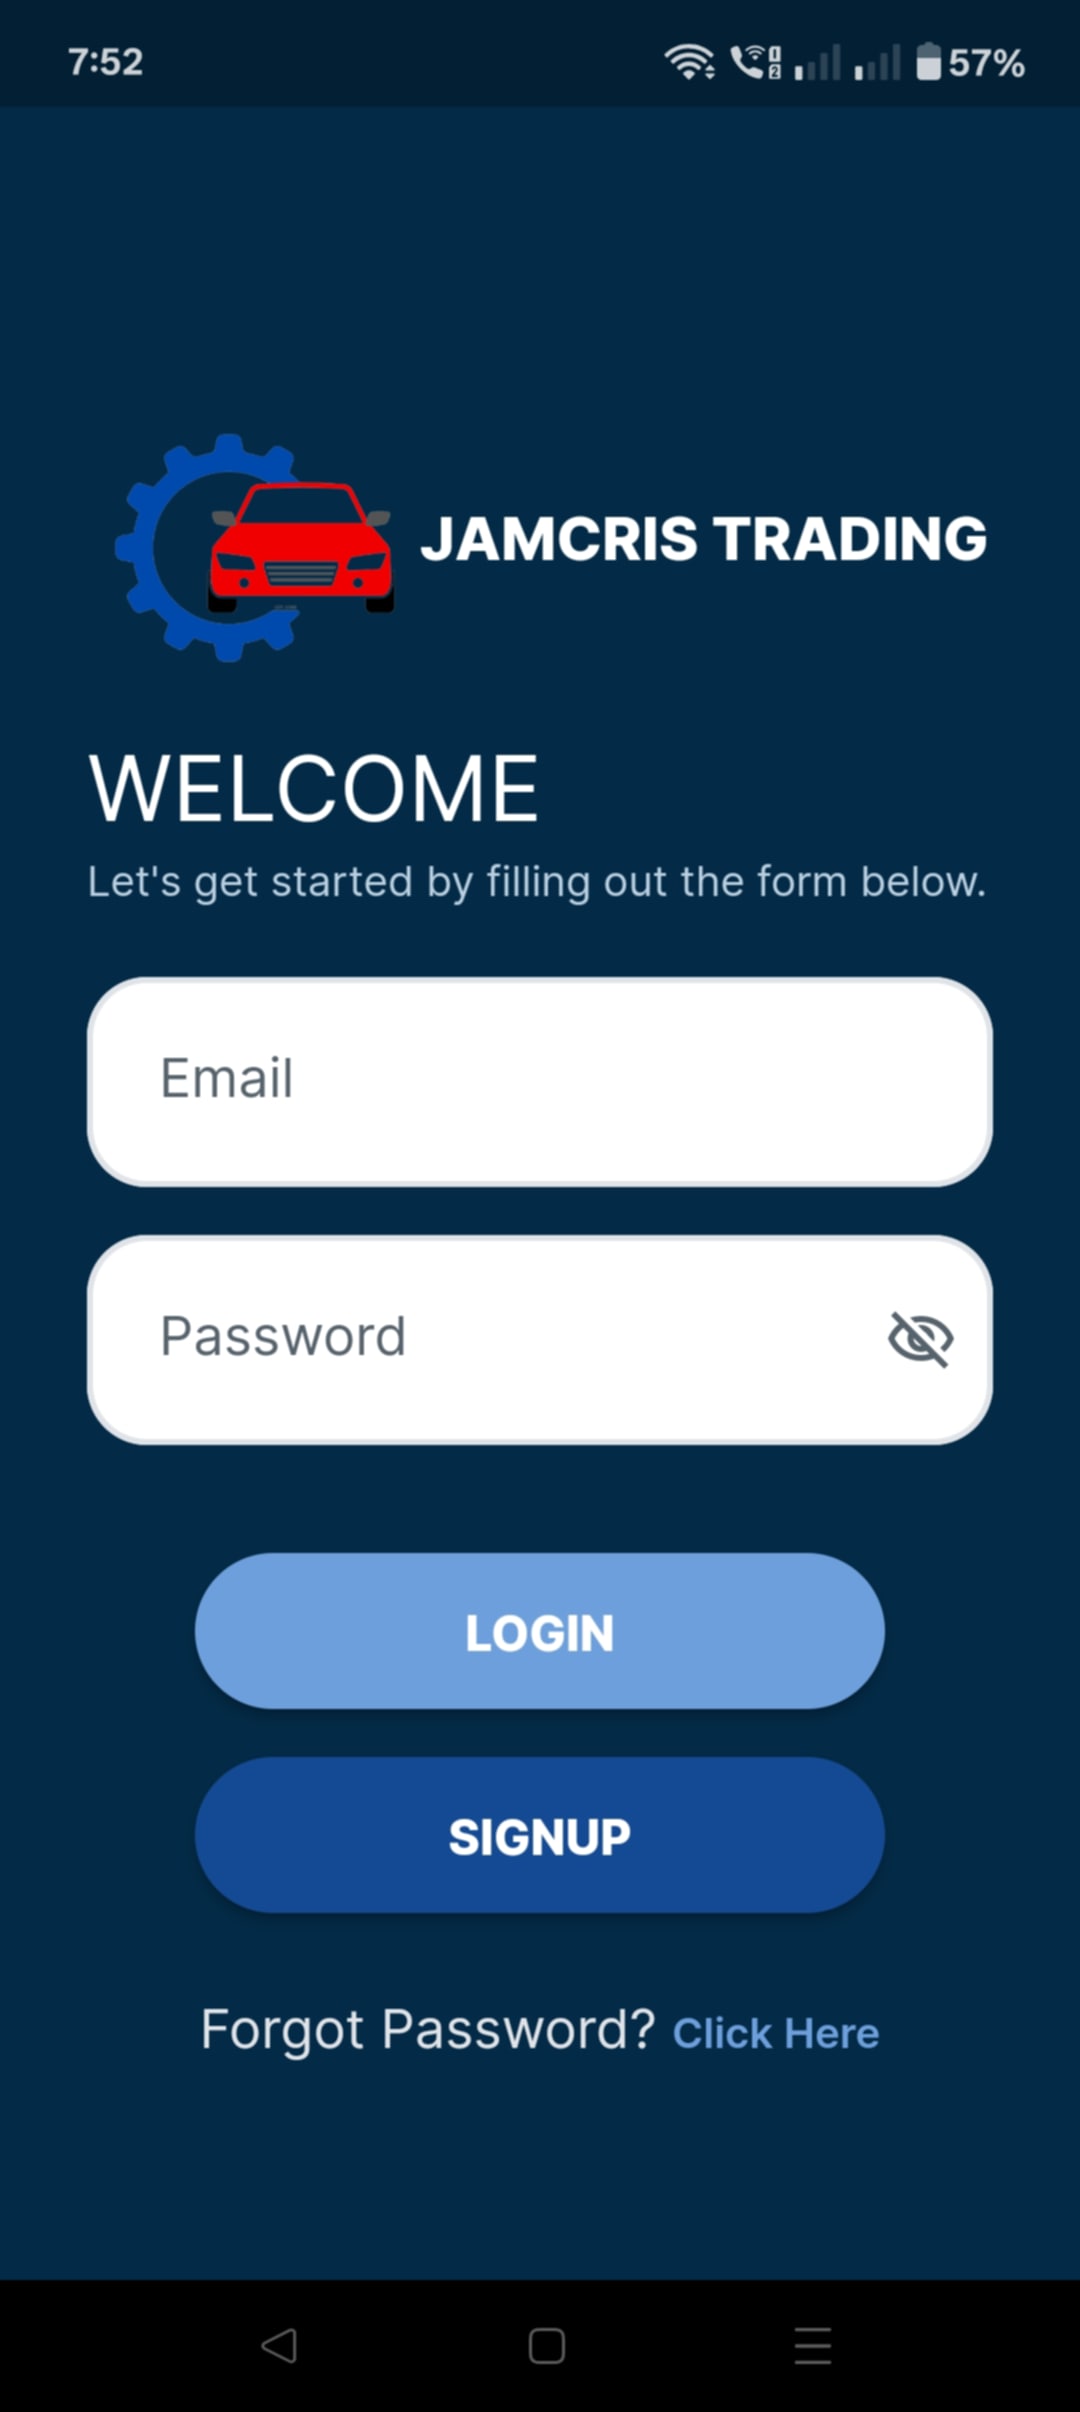 7:52
57%
JAMCRIS TRADING
WELCOME
Let's get started by filling out the form below.
Email
Password
LOGIN
SIGNUP
Forgot Password? Click Here